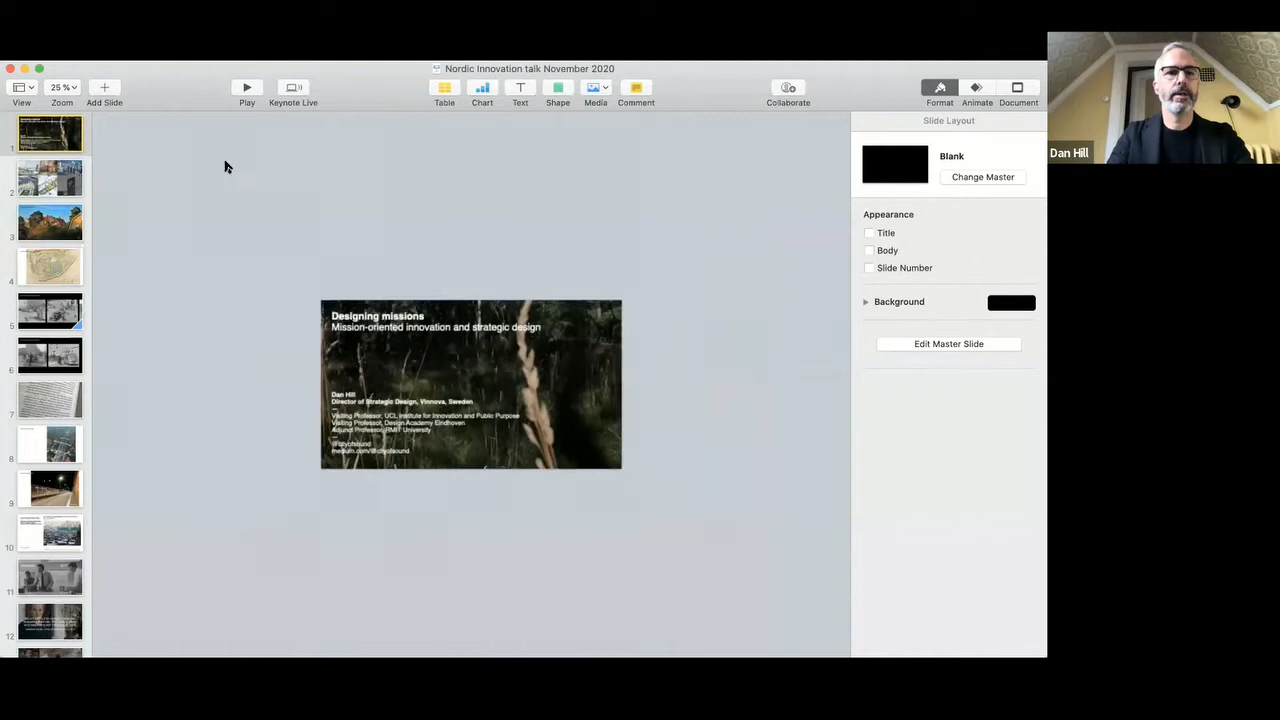 Nordic Innovation talk November 2020
25 %
View
Zoom
Add Slide
Play
Keynote Live
Table
Chart
Text
Shape
Media
Comment
Collaborate
Format
Animate
Document
Slide Layout
Blank
Change Master
Appearance
Title
Body
Slide Number
Background
Edit Master Slide
Dan Hill
1
2
3
4
5
6
7
8
9
10
11
12
Designing missions
Mission-oriented innovation and strategic design
Dan Hill
Director of Strategic Design, Vinnova, Sweden
—
Visiting Professor, UCL Institute for Innovation and Public Purpose
Visiting Professor, Design Academy Eindhoven
Adjunct Professor, RMIT University
—
@cityofsound
medium.com/@cityofsound